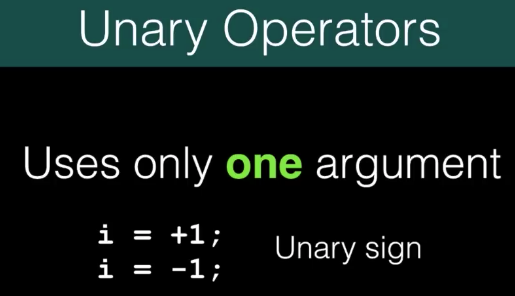 Unary Operators
Uses only one argument
i = +1;
Unary sign
i = -1;